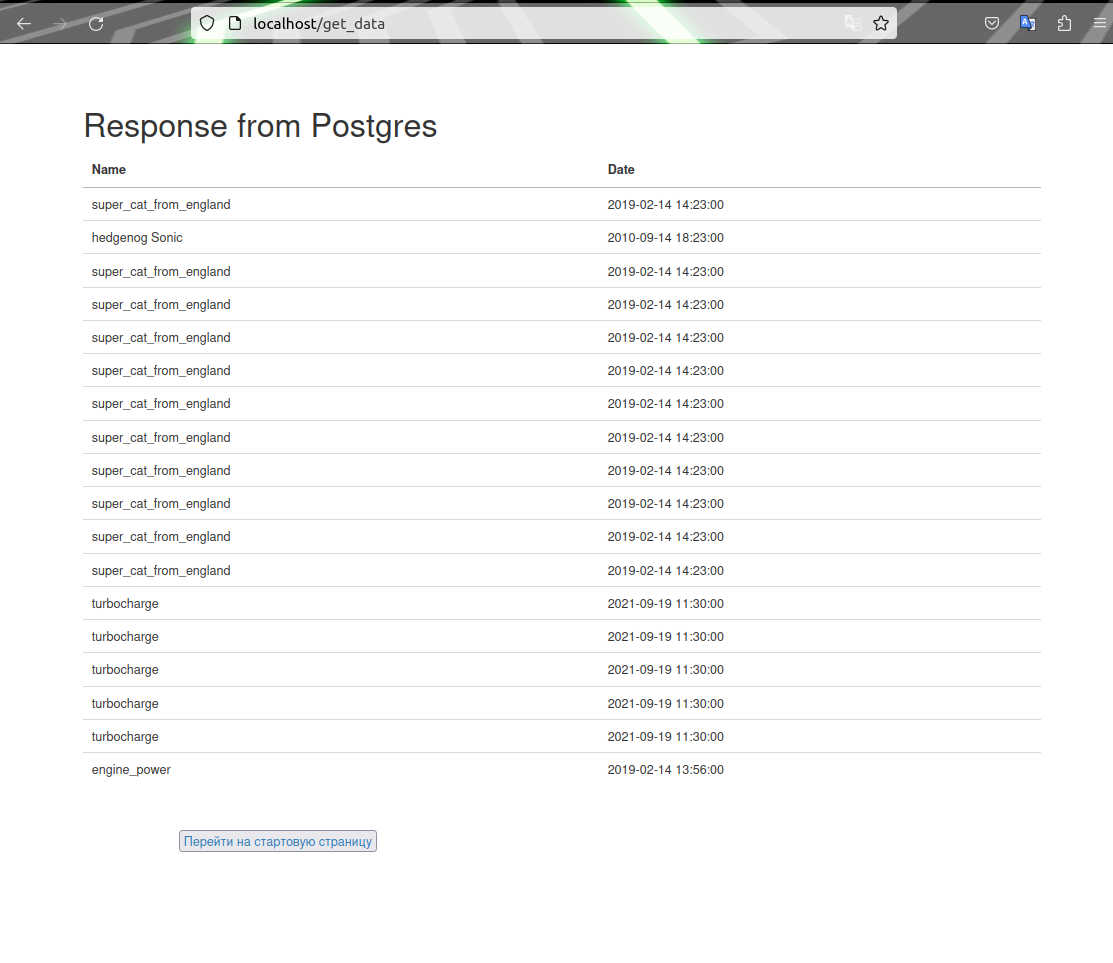 localhost/get_data
Response from Postgres
Name Date
super_cat_from_england 2019-02-14 14:23:00
hedgenog Sonic 2010-09-14 18:23:00
super_cat_from_england 2019-02-14 14:23:00
super_cat_from_england 2019-02-14 14:23:00
super_cat_from_england 2019-02-14 14:23:00
super_cat_from_england 2019-02-14 14:23:00
super_cat_from_england 2019-02-14 14:23:00
super_cat_from_england 2019-02-14 14:23:00
super_cat_from_england 2019-02-14 14:23:00
super_cat_from_england 2019-02-14 14:23:00
super_cat_from_england 2019-02-14 14:23:00
super_cat_from_england 2019-02-14 14:23:00
turbocharge 2021-09-19 11:30:00
turbocharge 2021-09-19 11:30:00
turbocharge 2021-09-19 11:30:00
turbocharge 2021-09-19 11:30:00
turbocharge 2021-09-19 11:30:00
engine_power 2019-02-14 13:56:00
Перейти на стартовую страницу